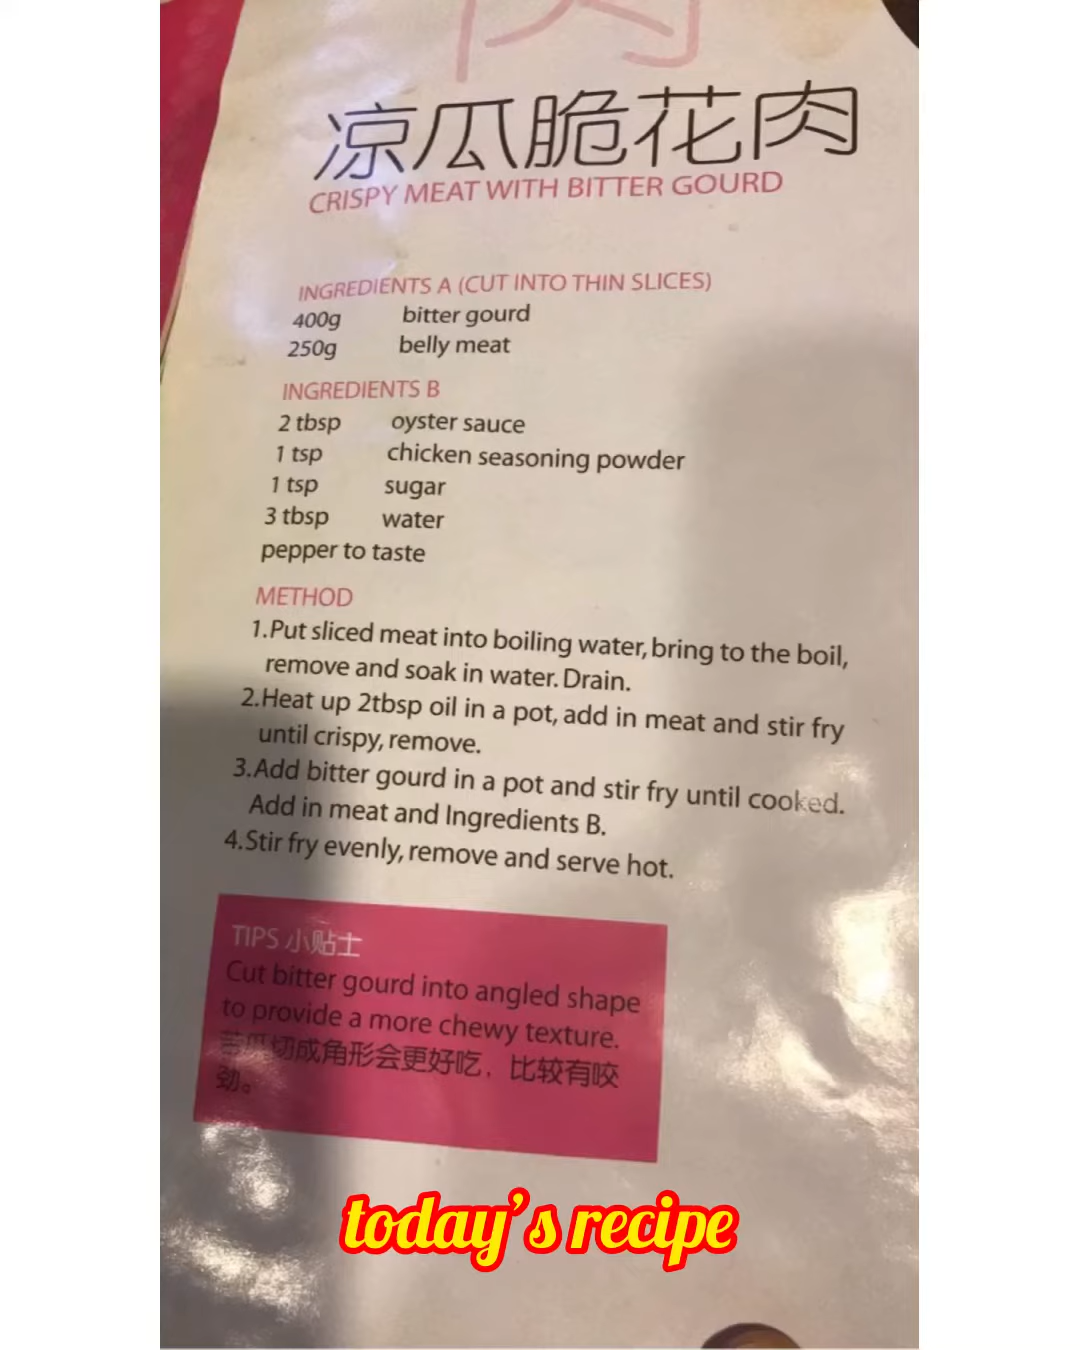 肉
凉瓜脆花肉
CRISPY MEAT WITH BITTER GOURD
INGREDIENTS A (CUT INTO THIN SLICES)
400g bitter gourd
250g belly meat
INGREDIENTS B
2 tbsp oyster sauce
1 tsp chicken seasoning powder
1 tsp sugar
3 tbsp water
pepper to taste
METHOD
1.Put sliced meat into boiling water, bring to the boil,
remove and soak in water. Drain.
2.Heat up 2tbsp oil in a pot, add in meat and stir fry
until crispy, remove.
3.Add bitter gourd in a pot and stir fry until cooked.
Add in meat and Ingredients B.
4.Stir fry evenly, remove and serve hot.
TIPS 小贴士
Cut bitter gourd into angled shape
to provide a more chewy texture.
苦瓜切成角形会更好吃，比较有咬
劲。
today's recipe